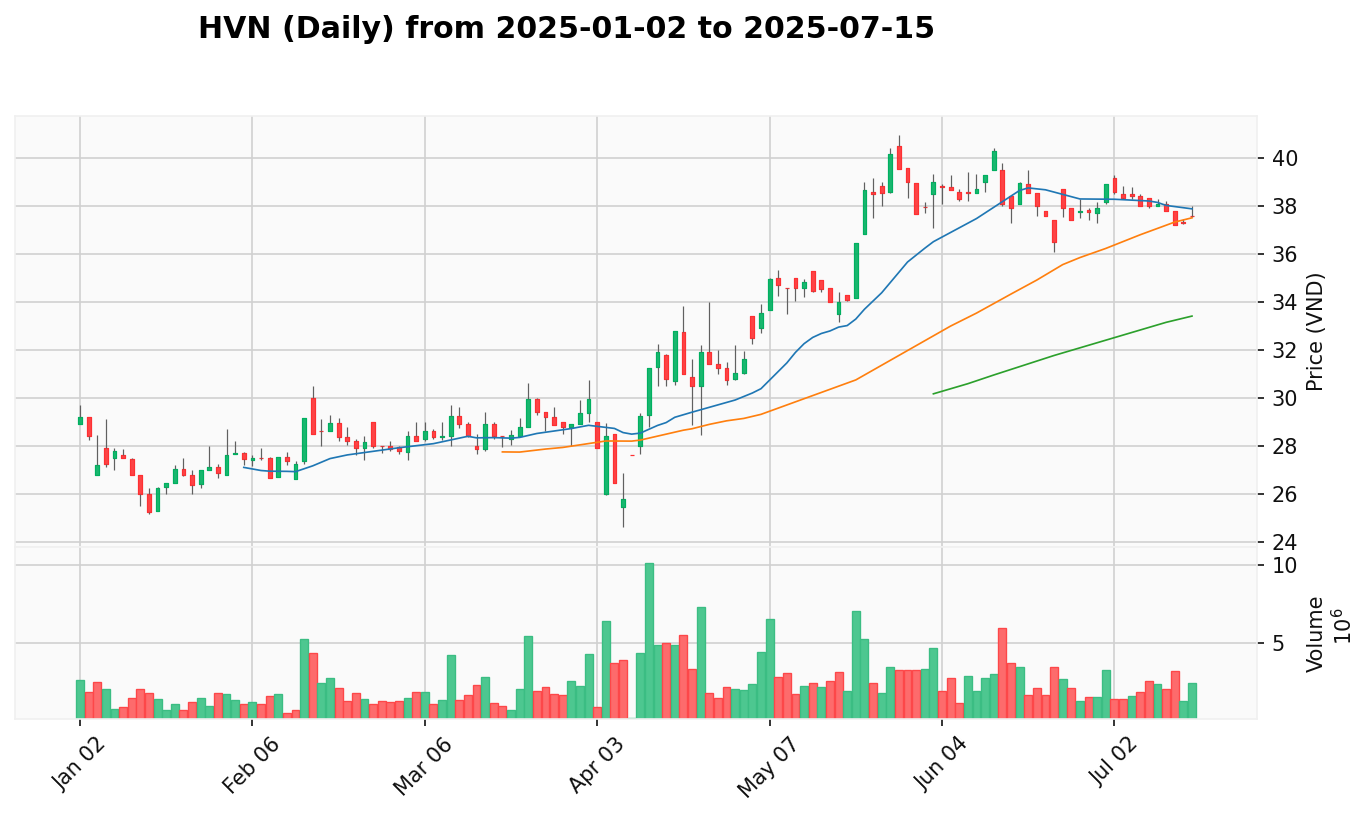 HVN (Daily) from 2025-01-02 to 2025-07-15
40
38
36
34
32
30
28
26
24
Price (VND)
10
5
Volume
10^6
Jan 02
Feb 06
Mar 06
Apr 03
May 07
Jun 04
Jul 02